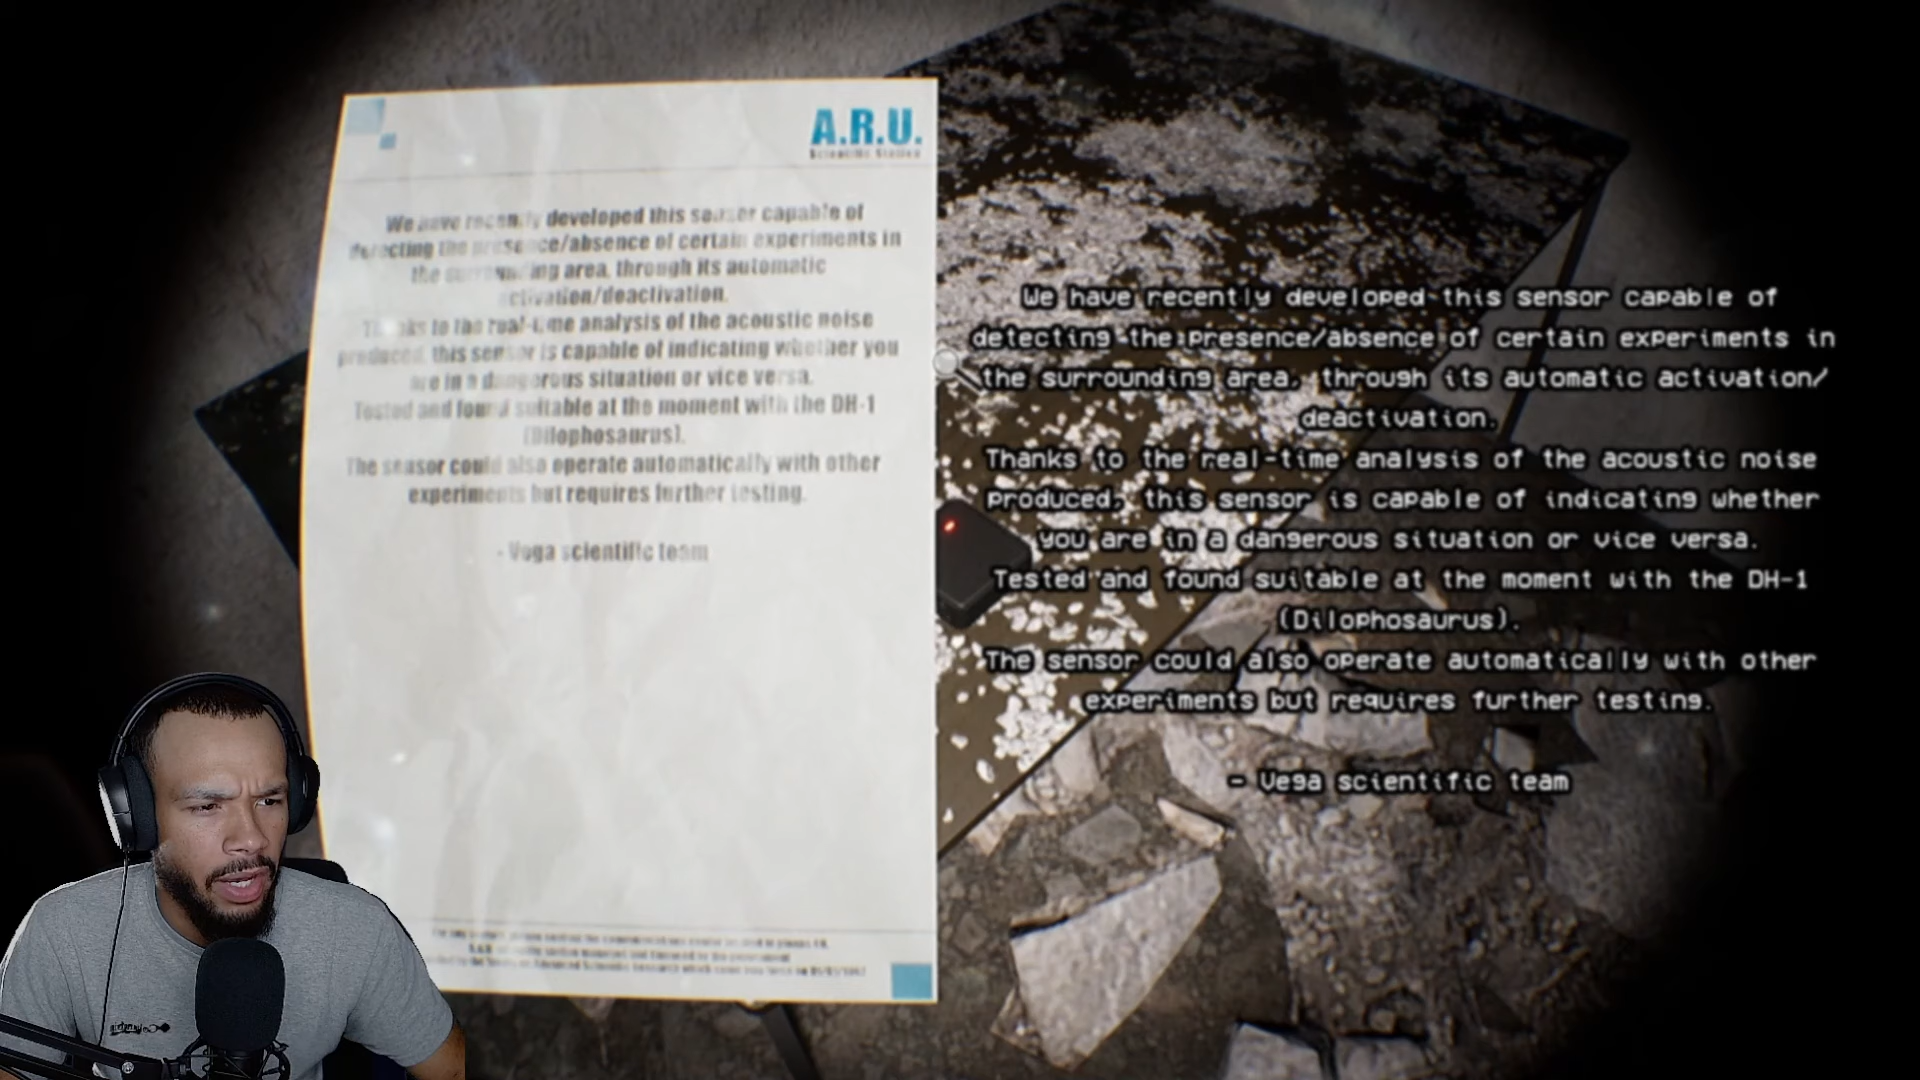 A.R.U.
Scientific Station
We have recently developed this sensor capable of
detecting the presence/absence of certain experiments in
the surrounding area, through its automatic
activation/deactivation.
Thanks to the real-time analysis of the acoustic noise
produced, this sensor is capable of indicating whether you
are in a dangerous situation or vice versa.
Tested and found suitable at the moment with the DH-1
(Dilophosaurus).
The sensor could also operate automatically with other
experiments but requires further testing.
- Vega scientific team
We have recently developed this sensor capable of
detecting the presence/absence of certain experiments in
the surrounding area, through its automatic activation/
deactivation.
Thanks to the real-time analysis of the acoustic noise
produced, this sensor is capable of indicating whether
you are in a dangerous situation or vice versa.
Tested and found suitable at the moment with the DH-1
(Dilophosaurus).
The sensor could also operate automatically with other
experiments but requires further testing.
- Vega scientific team